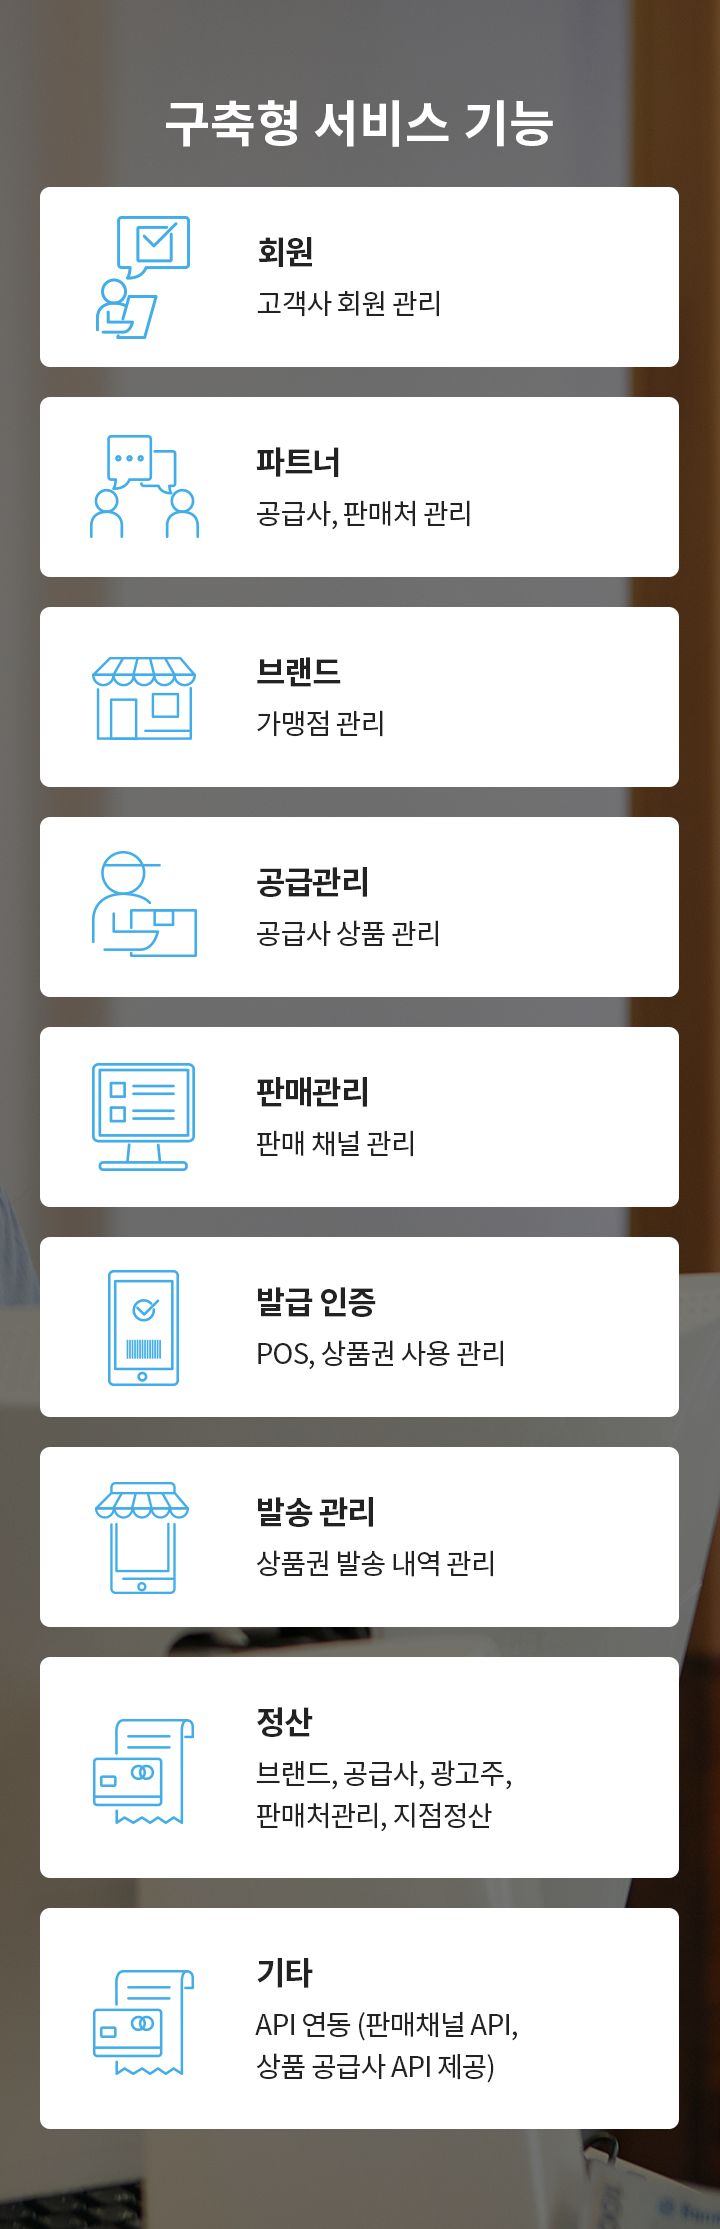 구축형 서비스 기능
회원
고객사 회원 관리
파트너
공급사, 판매처 관리
브랜드
가맹점 관리
공급관리
공급사 상품 관리
판매관리
판매 채널 관리
발급 인증
POS, 상품권 사용 관리
발송 관리
상품권 발송 내역 관리
정산
브랜드, 공급사, 광고주,
판매처관리, 지점정산
기타
API 연동 (판매채널 API,
상품 공급사 API 제공)